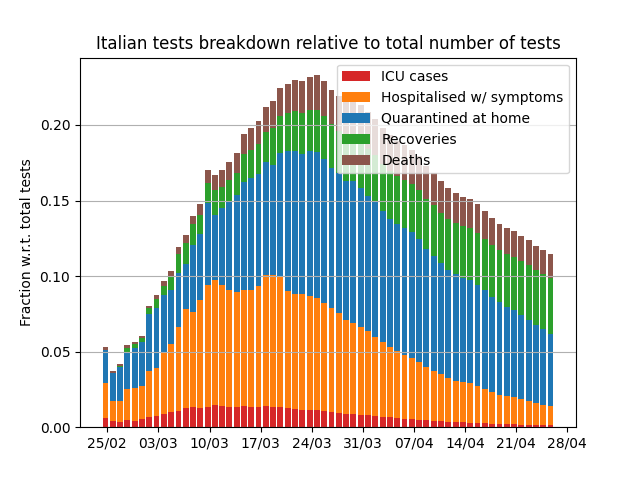 Italian tests breakdown relative to total number of tests
Fraction w.r.t. total tests
0.20
0.15
0.10
0.05
0.00
ICU cases
Hospitalised w/ symptoms
Quarantined at home
Recoveries
Deaths
25/02 03/03 10/03 17/03 24/03 31/03 07/04 14/04 21/04 28/04